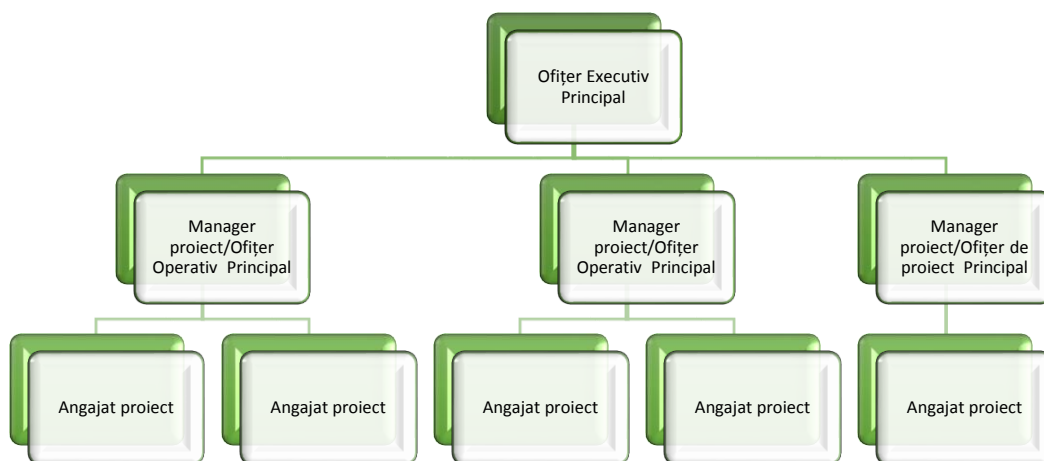 Ofițer Executiv
Principal
Manager
proiect/Ofițer
Operativ Principal
Manager
proiect/Ofițer
Operativ Principal
Manager
proiect/Ofițer de
proiect Principal
Angajat proiect
Angajat proiect
Angajat proiect
Angajat proiect
Angajat proiect